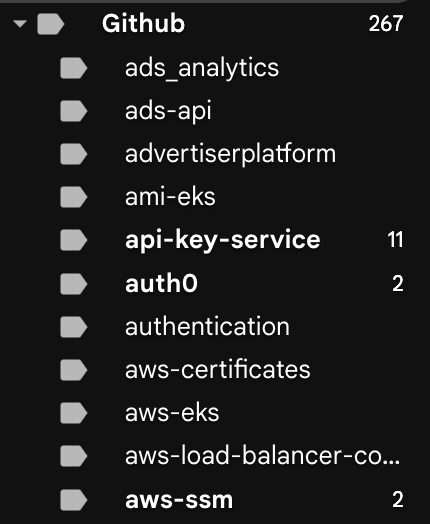 Github 267
ads_analytics
ads-api
advertiserplatform
ami-eks
api-key-service 11
auth0 2
authentication
aws-certificates
aws-eks
aws-load-balancer-co...
aws-ssm 2